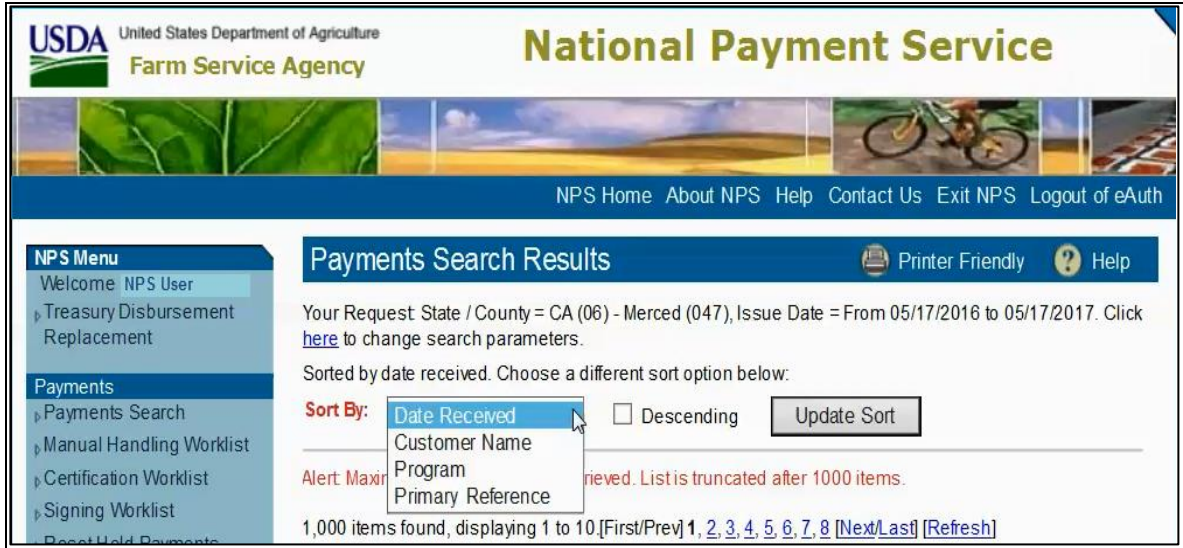 USDA United States Department of Agriculture
Farm Service Agency
National Payment Service
NPS Home About NPS Help Contact Us Exit NPS Logout of eAuth
NPS Menu
Welcome NPS User
Treasury Disbursement
Replacement
Payments
Payments Search
Manual Handling Worklist
Certification Worklist
Signing Worklist
Reset Held Payments
Payments Search Results
Printer Friendly
? Help
Your Request: State / County = CA (06) - Merced (047), Issue Date = From 05/17/2016 to 05/17/2017. Click
here to change search parameters.
Sorted by date received. Choose a different sort option below:
Sort By:
Date Received
Customer Name
Program
Primary Reference
Descending
Update Sort
Alert: Maxi rieved. List is truncated after 1000 items.
1,000 items found, displaying 1 to 10.[First/Prev] 1, 2, 3, 4, 5, 6, 7, 8 [Next/Last] [Refresh]